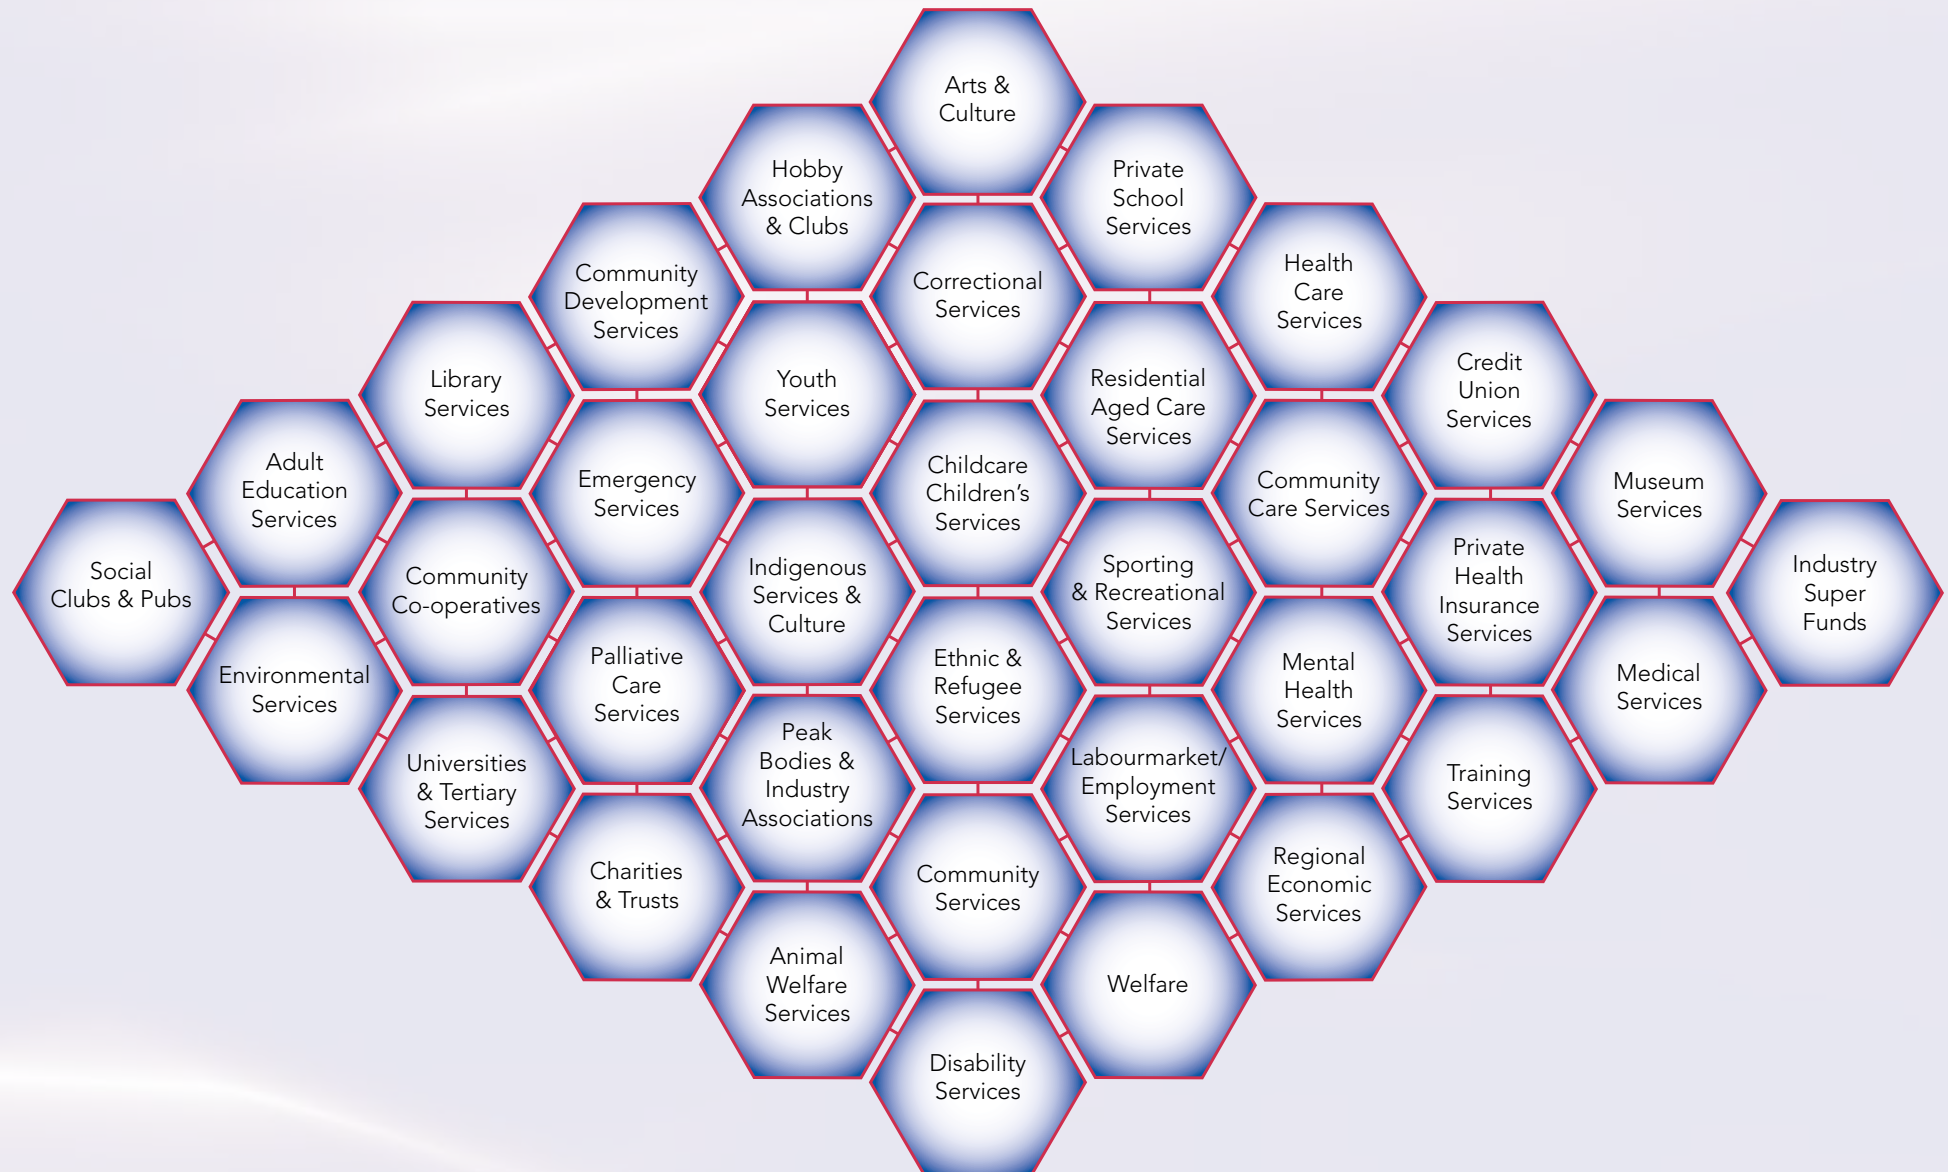 Arts &
Culture
Hobby
Associations
& Clubs
Private
School
Services
Community
Development
Services
Correctional
Services
Health
Care
Services
Library
Services
Youth
Services
Residential
Aged Care
Services
Credit
Union
Services
Adult
Education
Services
Emergency
Services
Childcare
Children’s
Services
Community
Care Services
Museum
Services
Social
Clubs & Pubs
Community
Co-operatives
Indigenous
Services &
Culture
Sporting
& Recreational
Services
Private
Health
Insurance
Services
Industry
Super
Funds
Environmental
Services
Palliative
Care
Services
Ethnic &
Refugee
Services
Mental
Health
Services
Medical
Services
Universities
& Tertiary
Services
Peak
Bodies &
Industry
Associations
Labourmarket/
Employment
Services
Training
Services
Charities
& Trusts
Community
Services
Regional
Economic
Services
Animal
Welfare
Services
Welfare
Disability
Services